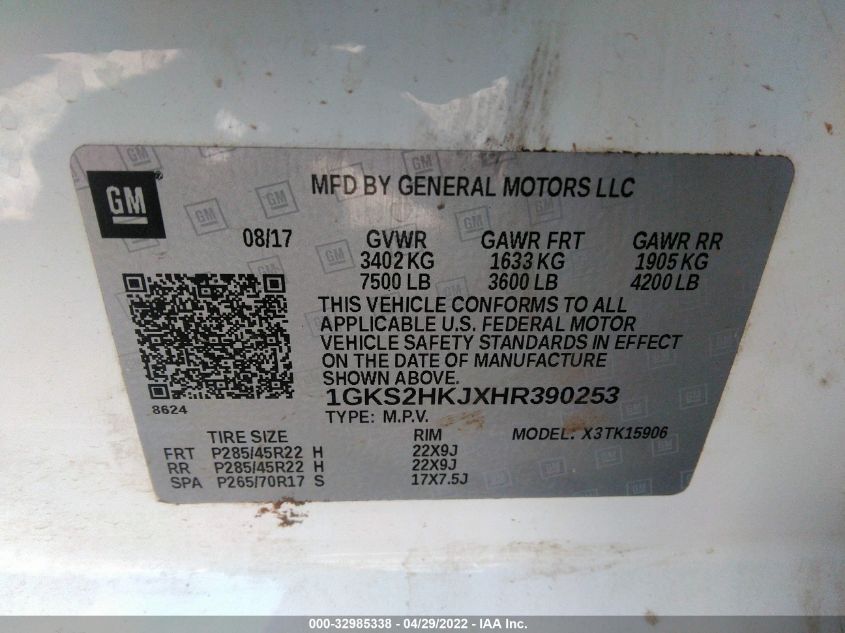 GM
MFD BY GENERAL MOTORS LLC
08/17 GVWR GAWR FRT GAWR RR
3402 KG 1633 KG 1905 KG
7500 LB 3600 LB 4200 LB
THIS VEHICLE CONFORMS TO ALL
APPLICABLE U.S. FEDERAL MOTOR
VEHICLE SAFETY STANDARDS IN EFFECT
ON THE DATE OF MANUFACTURE
SHOWN ABOVE.
1GKS2HKJXHR390253
8624
TYPE: M.P.V.
TIRE SIZE RIM MODEL: X3TK15906
FRT P285/45R22 H 22X9J
RR P285/45R22 H 22X9J
SPA P265/70R17 S 17X7.5J
000-32985338 - 04/29/2022 - IAA Inc.